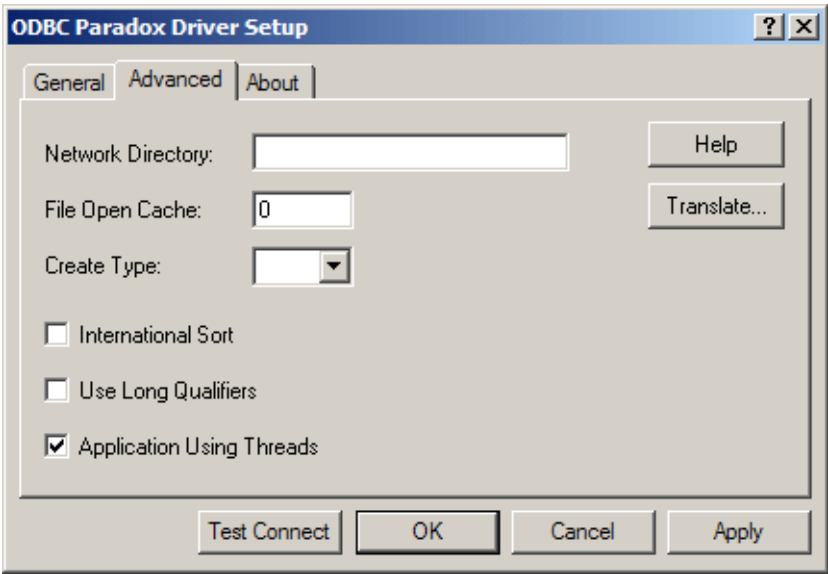 ODBC Paradox Driver Setup
General Advanced About
Network Directory:
Help
File Open Cache: 0
Translate...
Create Type:
International Sort
Use Long Qualifiers
Application Using Threads
Test Connect OK Cancel Apply